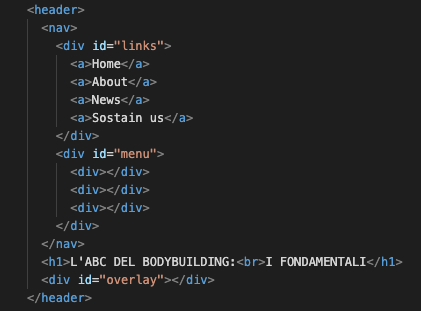 <header>
<nav>
<div id="links">
<a>Home</a>
<a>About</a>
<a>News</a>
<a>Sostain us</a>
</div>
<div id="menu">
<div></div>
<div></div>
<div></div>
</div>
</nav>
<h1>L'ABC DEL BODYBUILDING:<br>I FONDAMENTALI</h1>
<div id="overlay"></div>
</header>